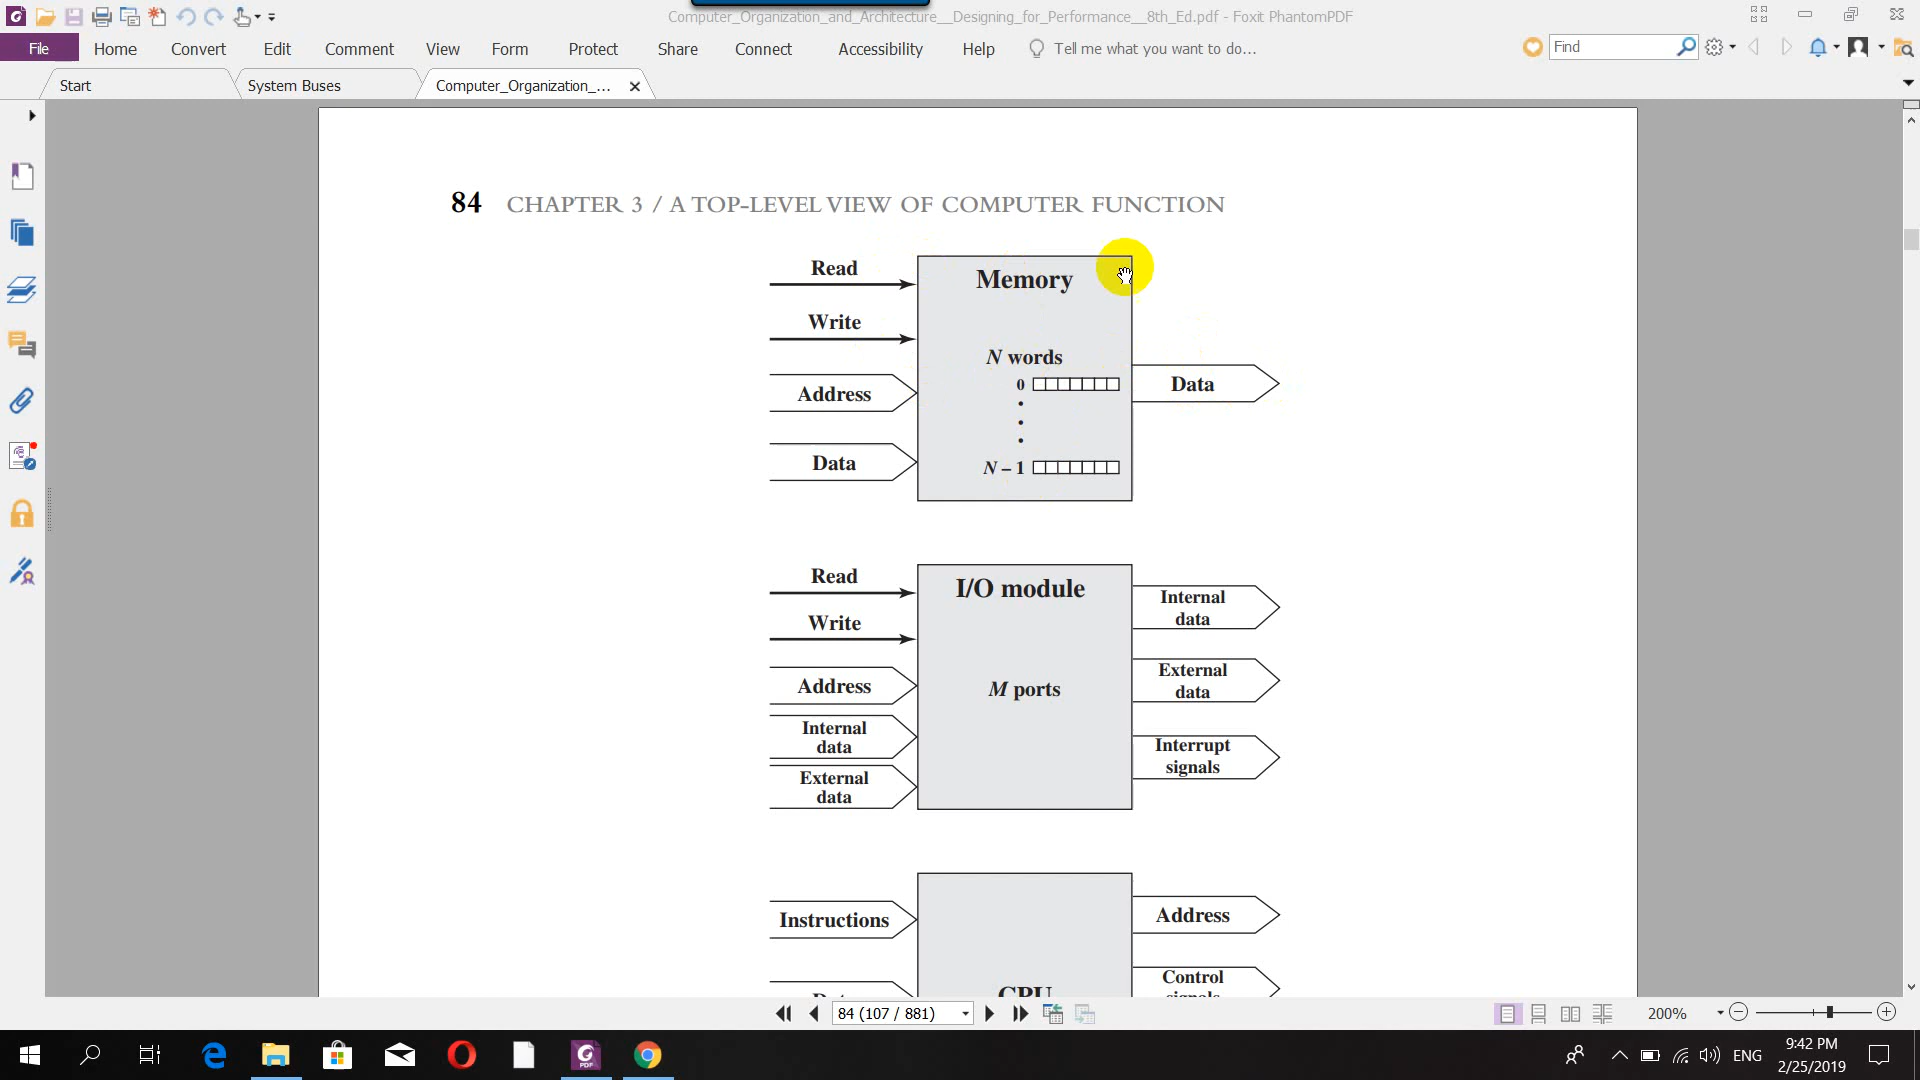 Computer_Organization_and_Architecture__Designing_for_Performance__8th_Ed.pdf - Foxit PhantomPDF
File Home Convert Edit Comment View Form Protect Share Connect Accessibility Help Tell me what you want to do... Find
Start System Buses Computer_Organization_...
84 CHAPTER 3 / A TOP-LEVEL VIEW OF COMPUTER FUNCTION
Read
Write
Address
Data
Memory
N words
0
N – 1
Data
Read
Write
Address
Internal
data
External
data
I/O module
M ports
Internal
data
External
data
Interrupt
signals
Instructions
CPU
Address
Control
84 (107 / 881)
200%
ENG
9:42 PM
2/25/2019